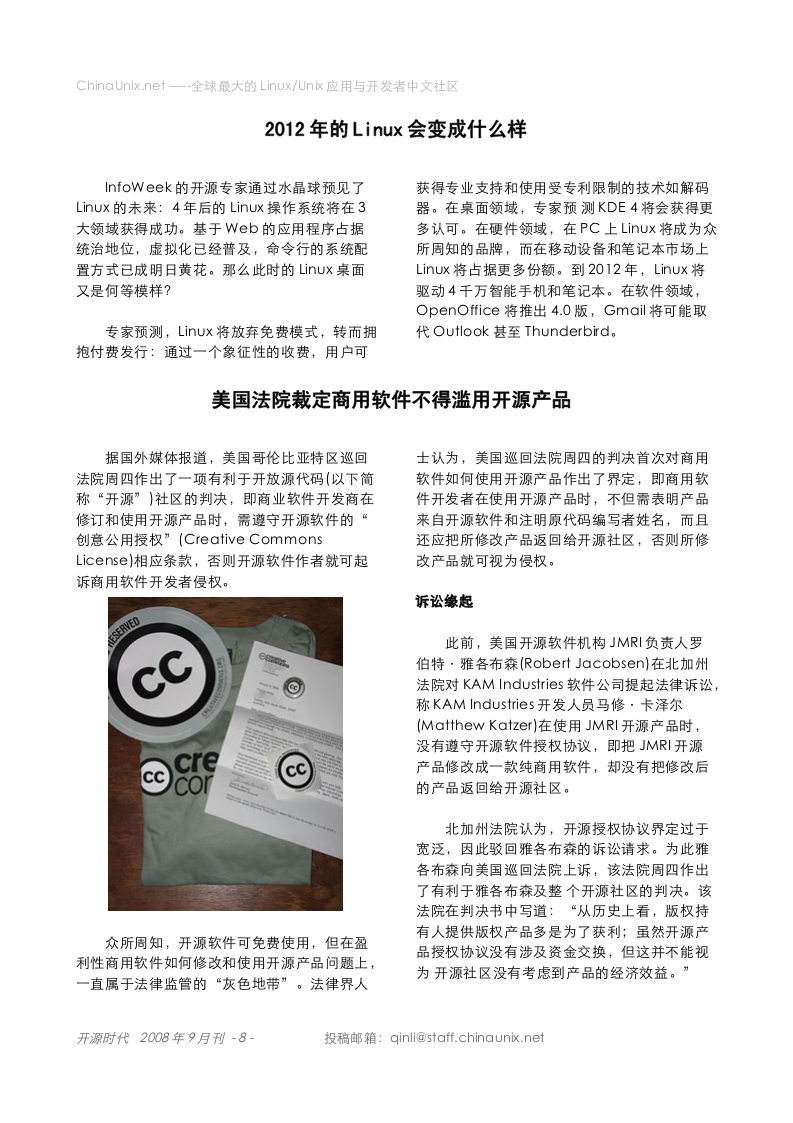 ChinaUnix.net -----全球最大的 Linux/Unix 应用与开发者中文社区
2012 年的 Linux 会变成什么样
InfoWeek 的开源专家通过水晶球预见了
Linux 的未来：4 年后的 Linux 操作系统将在 3
大领域获得成功。基于 Web 的应用程序占据
统治地位，虚拟化已经普及，命令行的系统配
置方式已成明日黄花。那么此时的 Linux 桌面
又是何等模样?
专家预测，Linux 将放弃免费模式，转而拥
抱付费发行：通过一个象征性的收费，用户可
获得专业支持和使用受专利限制的技术如解码
器。在桌面领域，专家预 测 KDE 4 将会获得更
多认可。在硬件领域，在 PC 上 Linux 将成为众
所周知的品牌，而在移动设备和笔记本市场上
Linux 将占据更多份额。到 2012 年，Linux 将
驱动 4 千万智能手机和笔记本。在软件领域，
OpenOffice 将推出 4.0 版，Gmail 将可能取
代 Outlook 甚至 Thunderbird。
美国法院裁定商用软件不得滥用开源产品
据国外媒体报道，美国哥伦比亚特区巡回
法院周四作出了一项有利于开放源代码(以下简
称“开源”)社区的判决，即商业软件开发商在
修订和使用开源产品时，需遵守开源软件的“
创意公用授权”(Creative Commons
License)相应条款，否则开源软件作者就可起
诉商用软件开发者侵权。
RESERVED
CC
CREATIVE
COMMONS
CC
CC
crea
com
CC
众所周知，开源软件可免费使用，但在盈
利性商用软件如何修改和使用开源产品问题上，
一直属于法律监管的“灰色地带”。法律界人
士认为，美国巡回法院周四的判决首次对商用
软件如何使用开源产品作出了界定，即商用软
件开发者在使用开源产品时，不但需表明产品
来自开源软件和注明原代码编写者姓名，而且
还应把所修改产品返回给开源社区，否则所修
改产品就可视为侵权。
诉讼缘起
此前，美国开源软件机构 JMRI 负责人罗
伯特·雅各布森(Robert Jacobsen)在北加州
法院对 KAM Industries 软件公司提起法律诉讼，
称 KAM Industries 开发人员马修·卡泽尔
(Matthew Katzer)在使用 JMRI 开源产品时，
没有遵守开源软件授权协议，即把 JMRI 开源
产品修改成一款纯商用软件，却没有把修改后
的产品返回给开源社区。
北加州法院认为，开源授权协议界定过于
宽泛，因此驳回雅各布森的诉讼请求。为此雅
各布森向美国巡回法院上诉，该法院周四作出
了有利于雅各布森及整 个开源社区的判决。该
法院在判决书中写道：“从历史上看，版权持
有人提供版权产品多是为了获利；虽然开源产
品授权协议没有涉及资金交换，但这并不能视
为 开源社区没有考虑到产品的经济效益。”
开源时代 2008 年 9 月刊 - 8 -
投稿邮箱：qinli@staff.chinaunix.net